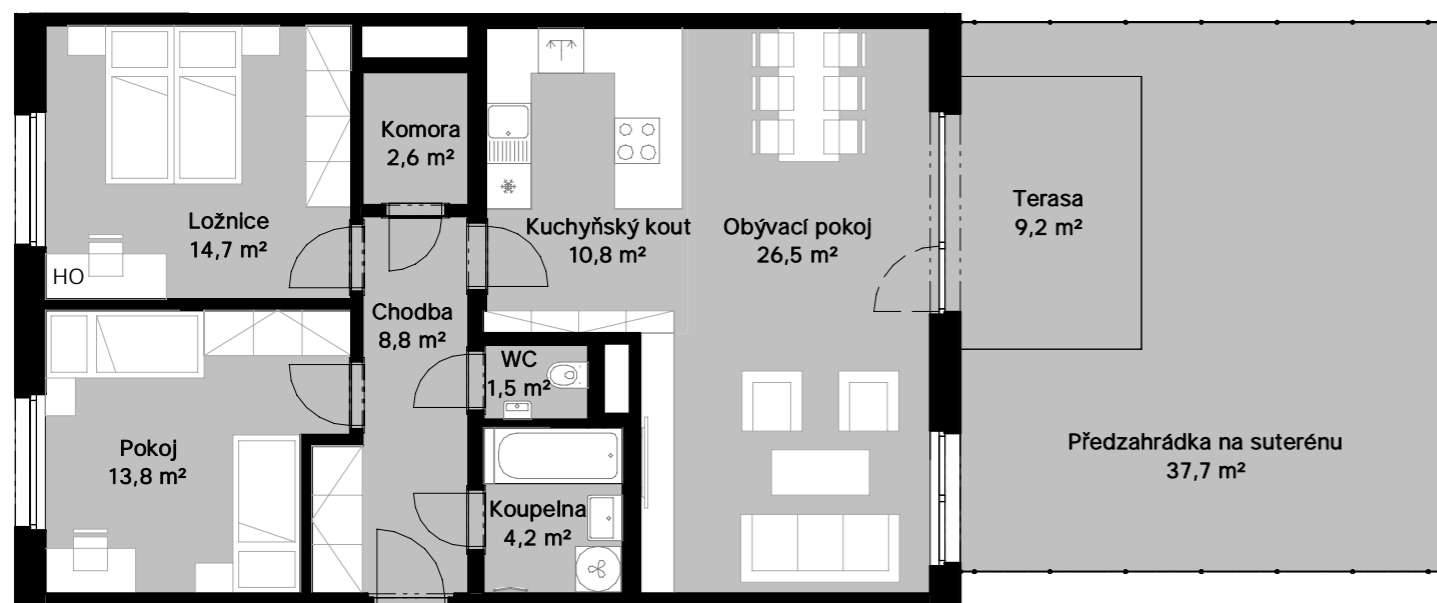 Komora
2,6 m²
Ložnice
14,7 m²
HO
Kuchyňský kout
10,8 m²
Obývací pokoj
26,5 m²
Terasa
9,2 m²
Chodba
8,8 m²
WC
1,5 m²
Pokoj
13,8 m²
Koupelna
4,2 m²
Předzahrádka na suterénu
37,7 m²